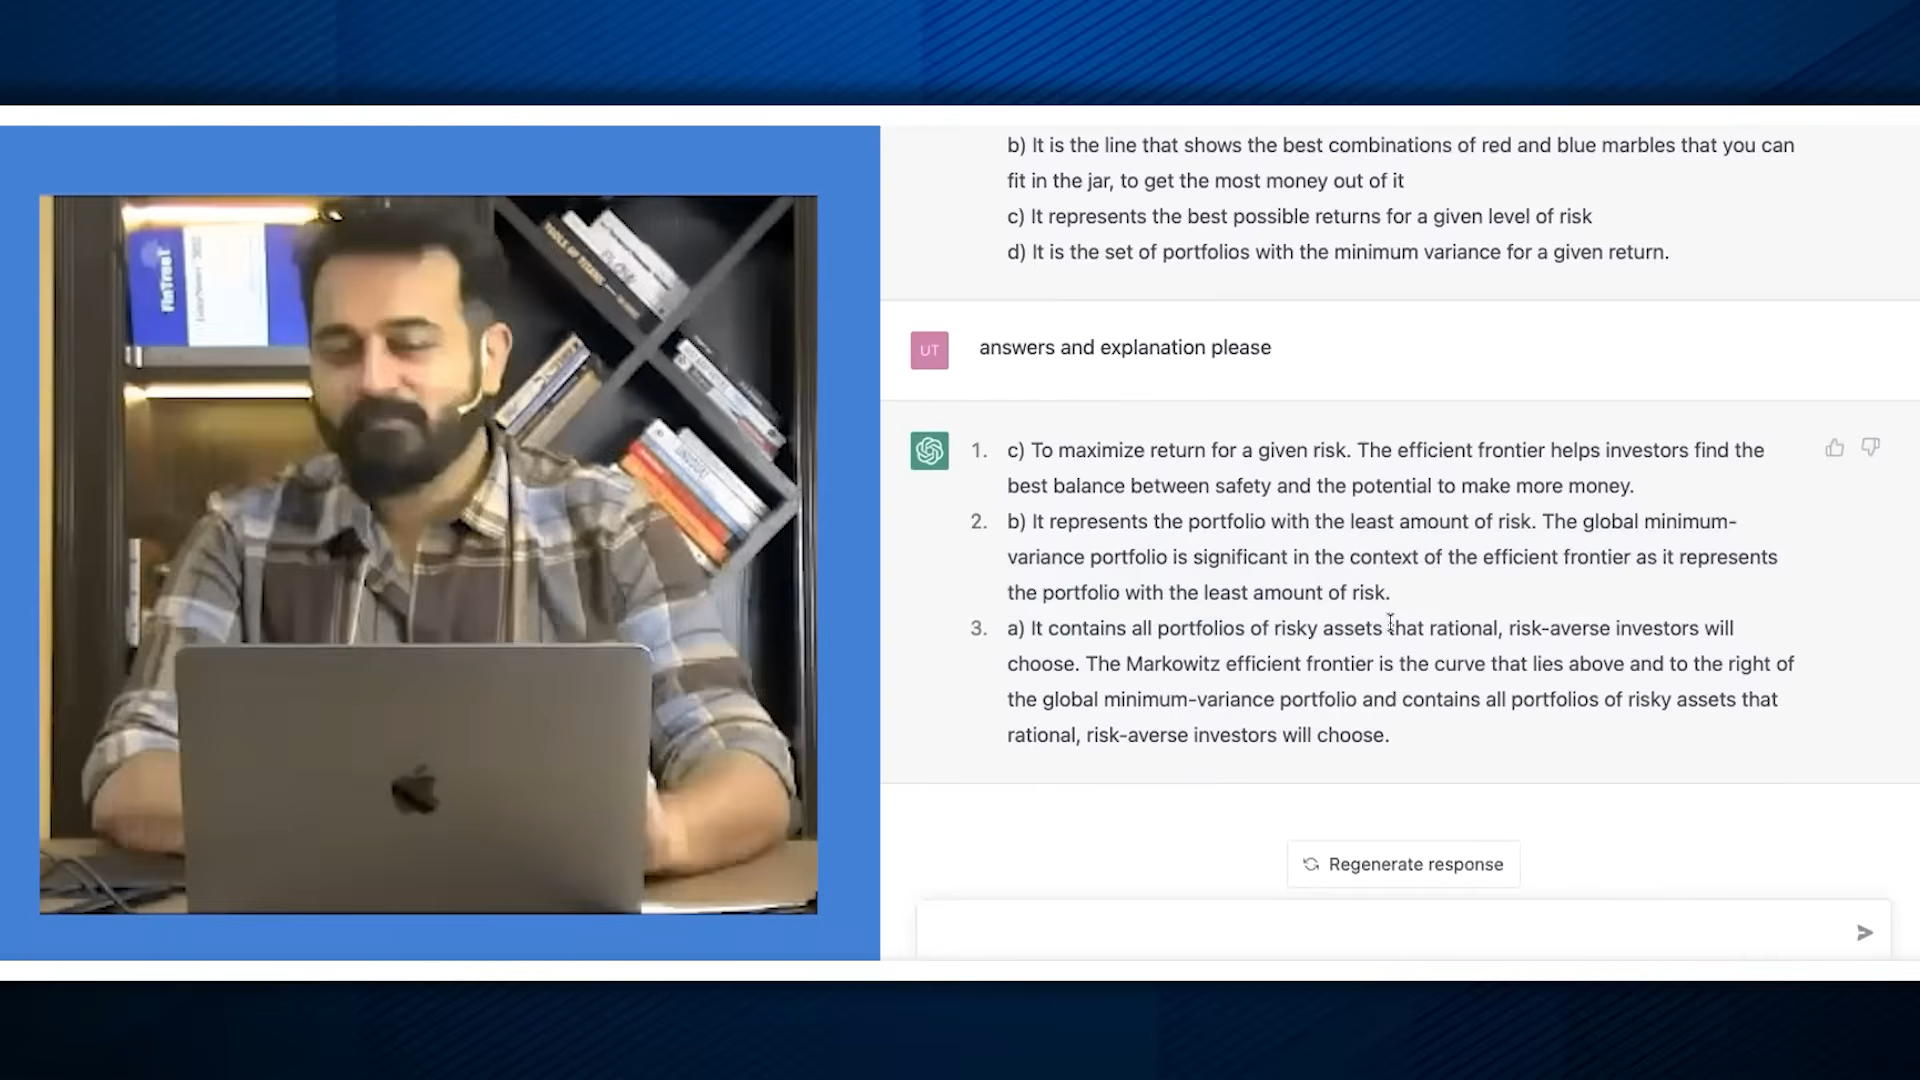 FinTreeT
TOOLS OF TITANS
FLOW
b) It is the line that shows the best combinations of red and blue marbles that you can
fit in the jar, to get the most money out of it
c) It represents the best possible returns for a given level of risk
d) It is the set of portfolios with the minimum variance for a given return.
UT
answers and explanation please
1. c) To maximize return for a given risk. The efficient frontier helps investors find the
best balance between safety and the potential to make more money.
2. b) It represents the portfolio with the least amount of risk. The global minimum-
variance portfolio is significant in the context of the efficient frontier as it represents
the portfolio with the least amount of risk.
3. a) It contains all portfolios of risky assets that rational, risk-averse investors will
choose. The Markowitz efficient frontier is the curve that lies above and to the right of
the global minimum-variance portfolio and contains all portfolios of risky assets that
rational, risk-averse investors will choose.
Regenerate response